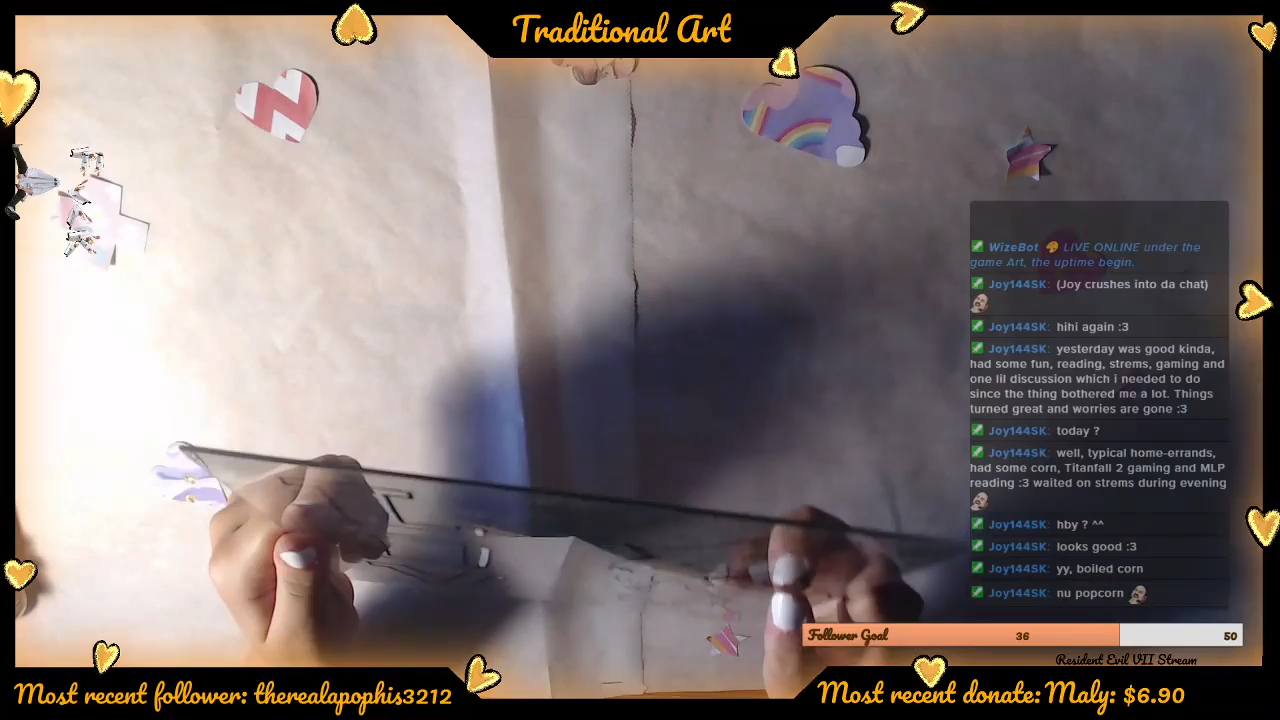 Traditional Art
WizeBot LIVE ONLINE under the
game Art, the uptime begin.
Joy144SK: (Joy crushes into da chat)
Joy144SK: hihi again :3
Joy144SK: yesterday was good kinda,
had some fun, reading, strems, gaming and
one lil discussion which i needed to do
since the thing bothered me a lot. Things
turned great and worries are gone :3
Joy144SK: today ?
Joy144SK: well, typical home-errands,
had some corn, Titanfall 2 gaming and MLP
reading :3 waited on strems during evening
Joy144SK: hby ? ^^
Joy144SK: looks good :3
Joy144SK: yy, boiled corn
Joy144SK: nu popcorn
Follower Goal 36 50
Resident Evil VII Stream
Most recent follower: therealapophis3212
Most recent donate: Maly: $6.90